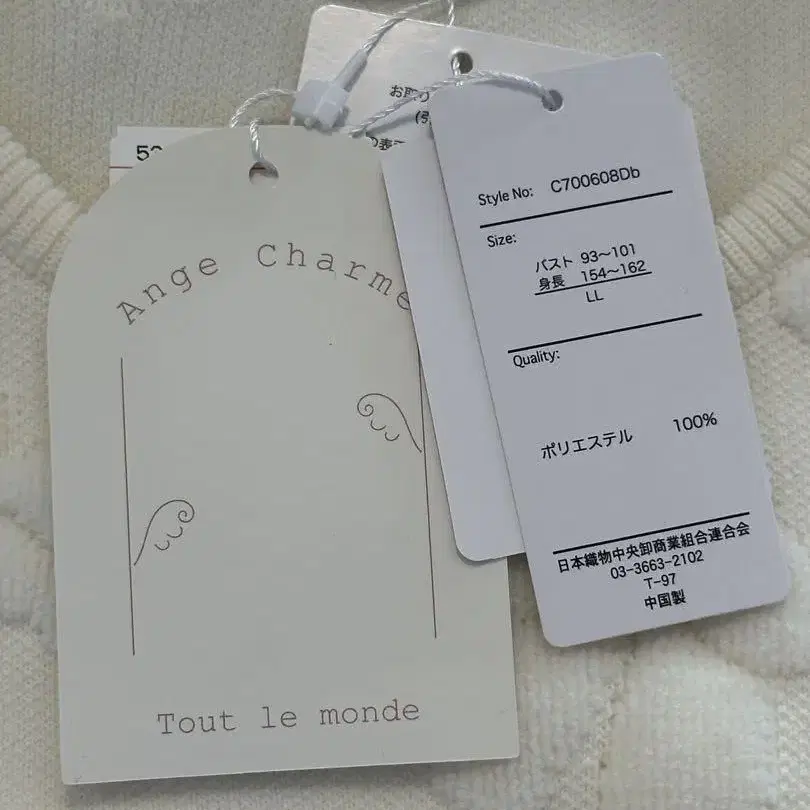 Ange Charme
Tout le monde
Style No: C700608Db
Size:
バスト 93〜101
身長 154〜162
LL
Quality:
ポリエステル 100%
日本織物中央卸商業組合連合会
03-3663-2102
T-97
中国製